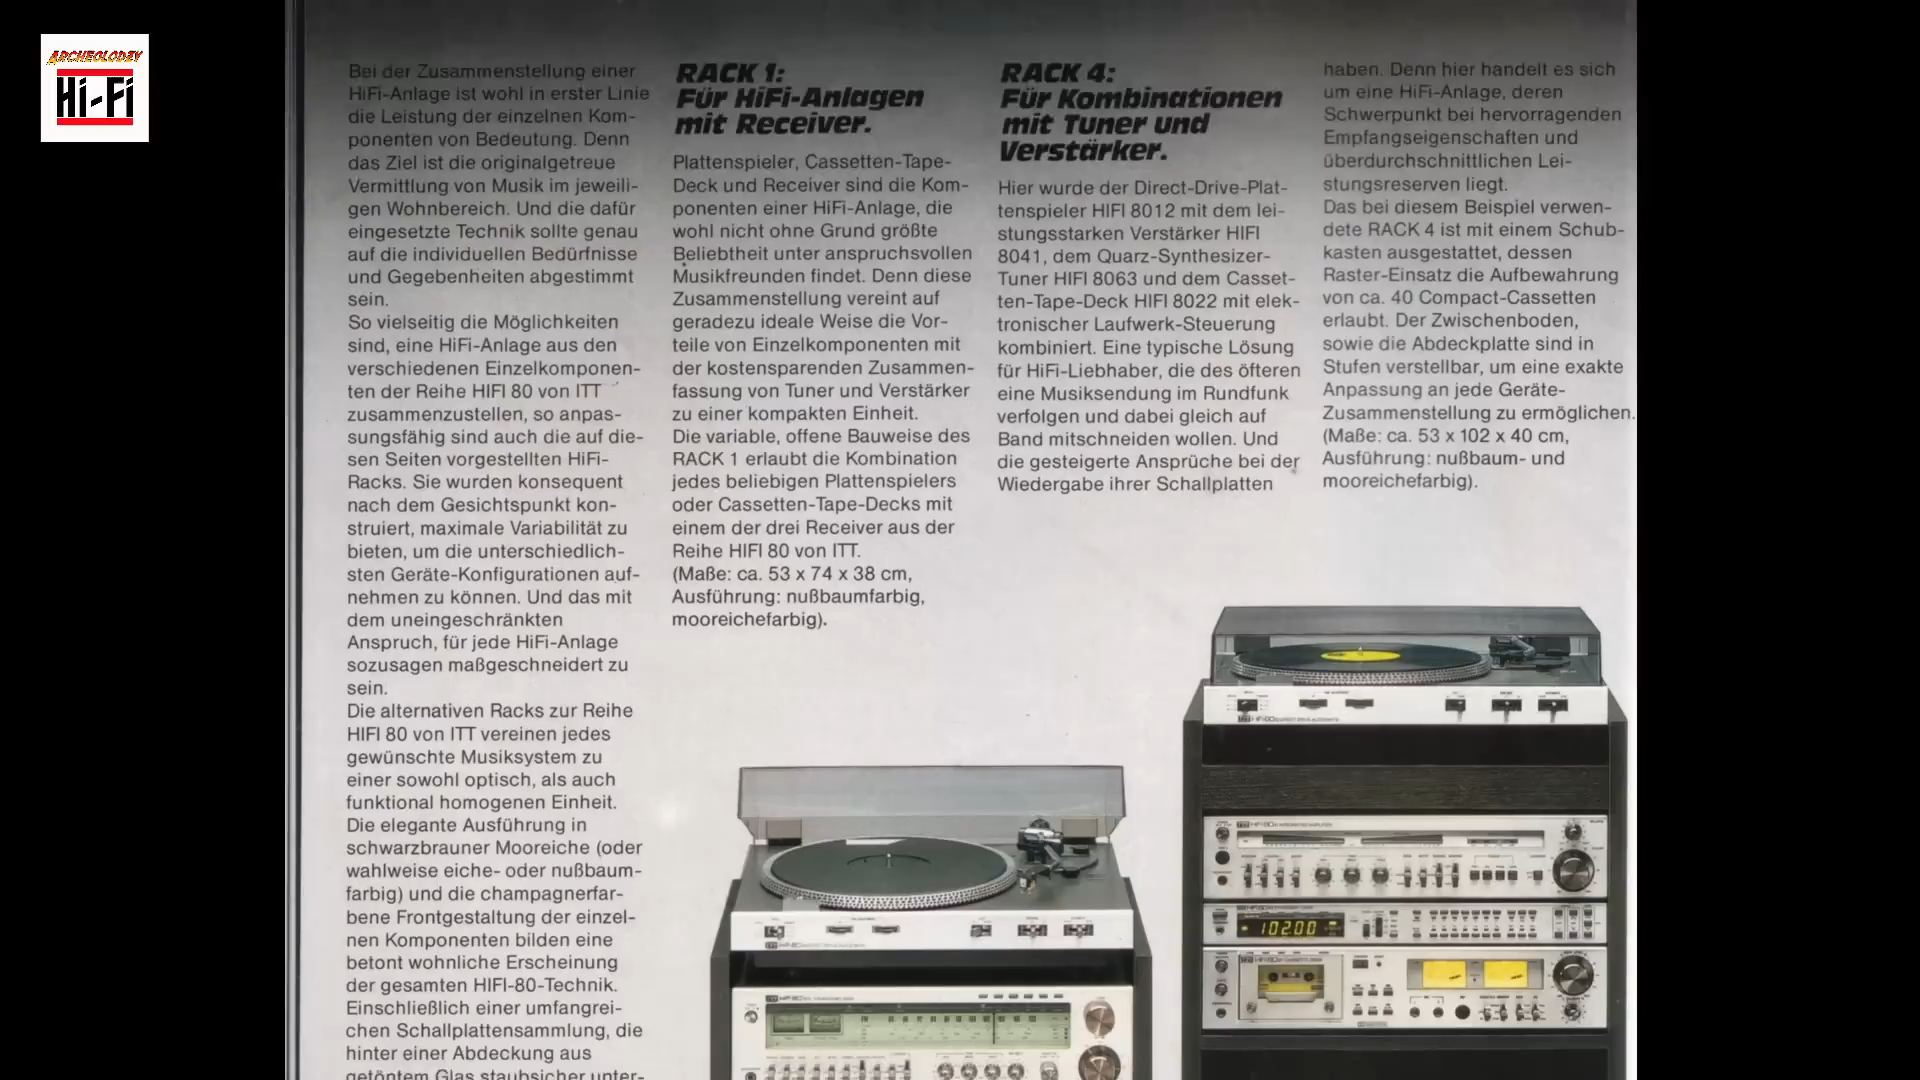 ARCHEOLODZY
Hi-Fi
Bei der Zusammenstellung einer
HiFi-Anlage ist wohl in erster Linie
die Leistung der einzelnen Kom-
ponenten von Bedeutung. Denn
das Ziel ist die originalgetreue
Vermittlung von Musik im jeweili-
gen Wohnbereich. Und die dafür
eingesetzte Technik sollte genau
auf die individuellen Bedürfnisse
und Gegebenheiten abgestimmt
sein.
So vielseitig die Möglichkeiten
sind, eine HiFi-Anlage aus den
verschiedenen Einzelkomponen-
ten der Reihe HIFI 80 von ITT
zusammenzustellen, so anpas-
sungsfähig sind auch die auf die-
sen Seiten vorgestellten HiFi-
Racks. Sie wurden konsequent
nach dem Gesichtspunkt kon-
struiert, maximale Variabilität zu
bieten, um die unterschiedlich-
sten Geräte-Konfigurationen auf-
nehmen zu können. Und das mit
dem uneingeschränkten
Anspruch, für jede HiFi-Anlage
sozusagen maßgeschneidert zu
sein.
Die alternativen Racks zur Reihe
HIFI 80 von ITT vereinen jedes
gewünschte Musiksystem zu
einer sowohl optisch, als auch
funktional homogenen Einheit.
Die elegante Ausführung in
schwarzbrauner Mooreiche (oder
wahlweise eiche- oder nußbaum-
farbig) und die champagnerfar-
bene Frontgestaltung der einzel-
nen Komponenten bilden eine
betont wohnliche Erscheinung
der gesamten HIFI-80-Technik.
Einschließlich einer umfangrei-
chen Schallplattensammlung, die
hinter einer Abdeckung aus
getöntem Glas staubsicher unter-
RACK 1:
Für HiFi-Anlagen
mit Receiver.
Plattenspieler, Cassetten-Tape-
Deck und Receiver sind die Kom-
ponenten einer HiFi-Anlage, die
wohl nicht ohne Grund größte
Beliebtheit unter anspruchsvollen
Musikfreunden findet. Denn diese
Zusammenstellung vereint auf
geradezu ideale Weise die Vor-
teile von Einzelkomponenten mit
der kostensparenden Zusammen-
fassung von Tuner und Verstärker
zu einer kompakten Einheit.
Die variable, offene Bauweise des
RACK 1 erlaubt die Kombination
jedes beliebigen Plattenspielers
oder Cassetten-Tape-Decks mit
einem der drei Receiver aus der
Reihe HIFI 80 von ITT.
(Maße: ca. 53 x 74 x 38 cm,
Ausführung: nußbaumfarbig,
mooreichefarbig).
RACK 4:
Für Kombinationen
mit Tuner und
Verstärker.
Hier wurde der Direct-Drive-Plat-
tenspieler HIFI 8012 mit dem lei-
stungsstarken Verstärker HIFI
8041, dem Quarz-Synthesizer-
Tuner HIFI 8063 und dem Casset-
ten-Tape-Deck HIFI 8022 mit elek-
tronischer Laufwerk-Steuerung
kombiniert. Eine typische Lösung
für HiFi-Liebhaber, die des öfteren
eine Musiksendung im Rundfunk
verfolgen und dabei gleich auf
Band mitschneiden wollen. Und
die gesteigerte Ansprüche bei der
Wiedergabe ihrer Schallplatten
haben. Denn hier handelt es sich
um eine HiFi-Anlage, deren
Schwerpunkt bei hervorragenden
Empfangseigenschaften und
überdurchschnittlichen Lei-
stungsreserven liegt.
Das bei diesem Beispiel verwen-
dete RACK 4 ist mit einem Schub-
kasten ausgestattet, dessen
Raster-Einsatz die Aufbewahrung
von ca. 40 Compact-Cassetten
erlaubt. Der Zwischenboden,
sowie die Abdeckplatte sind in
Stufen verstellbar, um eine exakte
Anpassung an jede Geräte-
Zusammenstellung zu ermöglichen.
(Maße: ca. 53 x 102 x 40 cm,
Ausführung: nußbaum- und
mooreichefarbig).
102.00